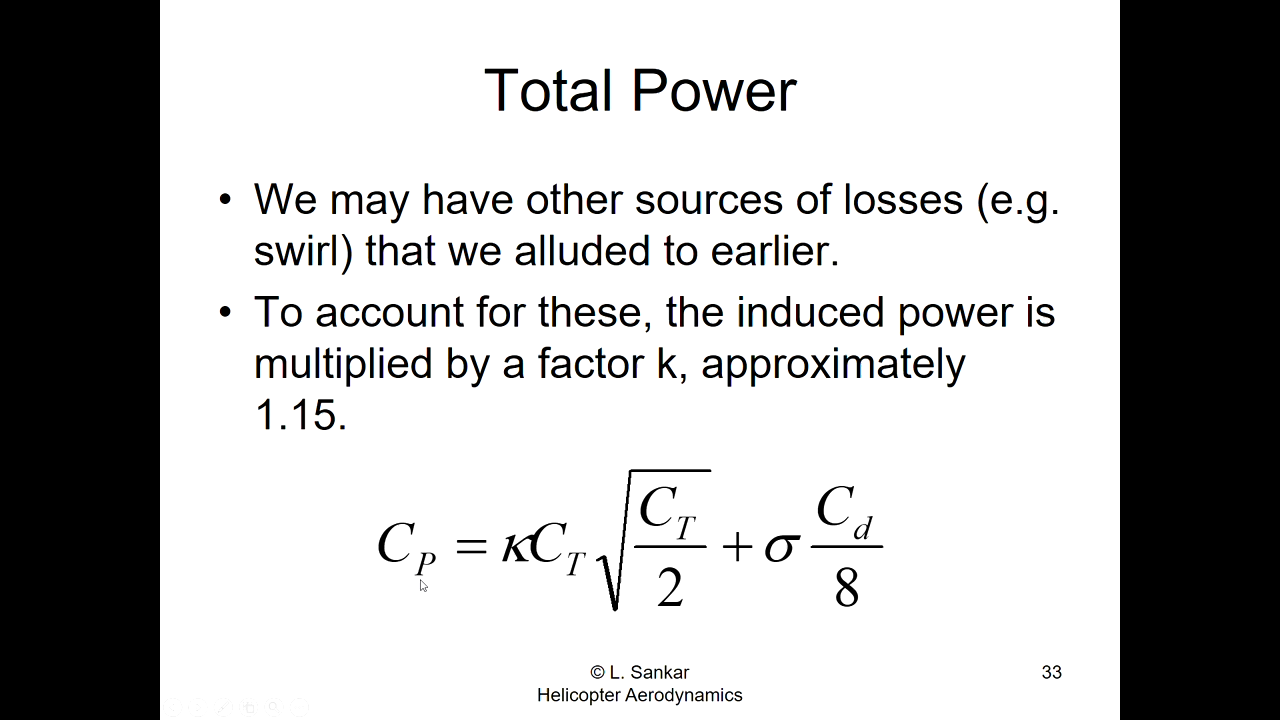 Total Power
• We may have other sources of losses (e.g.
swirl) that we alluded to earlier.
• To account for these, the induced power is
multiplied by a factor k, approximately
1.15.
C_P = κC_T √(C_T / 2) + σ C_d / 8
© L. Sankar
Helicopter Aerodynamics
33